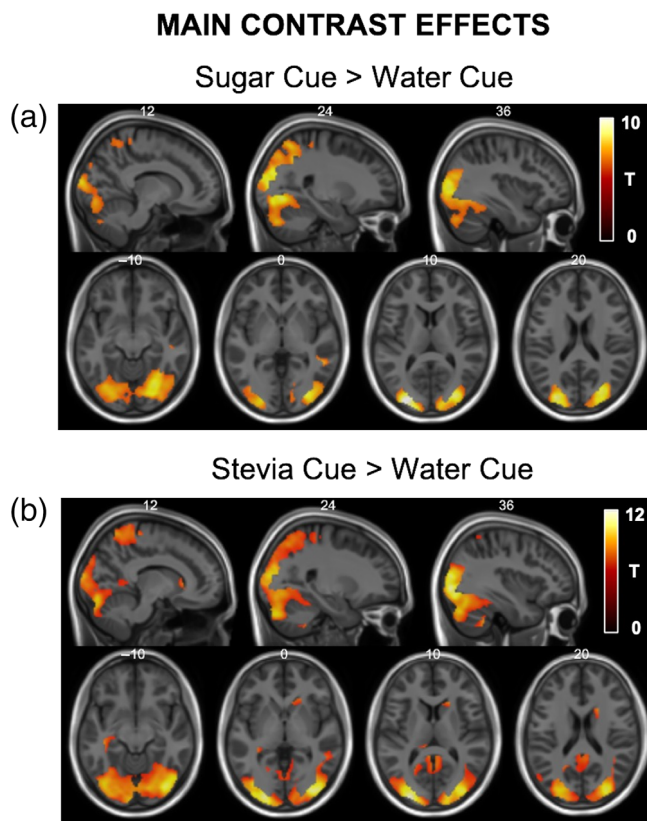 MAIN CONTRAST EFFECTS
Sugar Cue > Water Cue
(a)
12 24 36
10
T
0
–10 0 10 20
Stevia Cue > Water Cue
(b)
12 24 36
12
T
0
–10 0 10 20